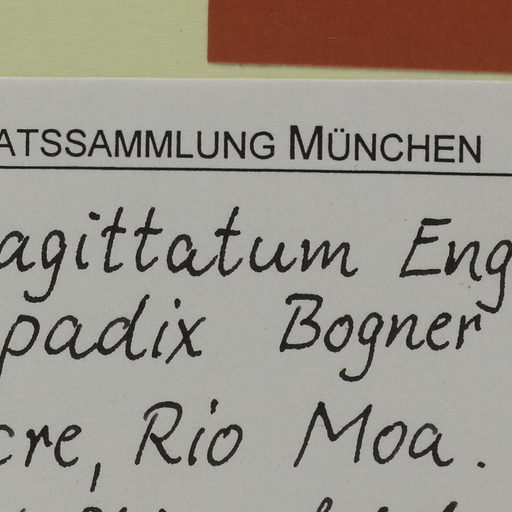 ATSSAMMLUNG MÜNCHEN
agittatum Eng
padix Bogner
cre, Rio Moa.